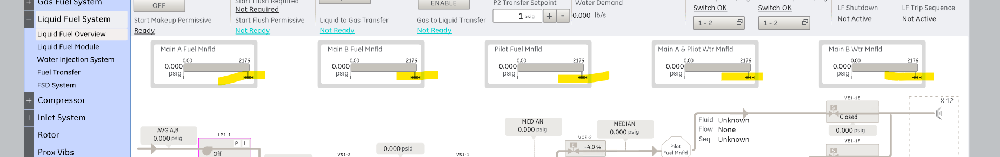 Gas Fuel System
Liquid Fuel System
Liquid Fuel Overview
Liquid Fuel Module
Water Injection System
Fuel Transfer
FSD System
Compressor
Inlet System
Rotor
Prox Vibs
OFF
Start Makeup Permissive
Ready
Start Flush Required
Not Required
Start Flush Permissive
Not Ready
Liquid to Gas Transfer
Not Ready
ENABLE
Gas to Liquid Transfer
Not Ready
P2 Transfer Setpoint
1 psig + -
Water Demand
0.000 lb/s
Switch OK
1 - 2
Switch OK
1 - 2
LF Shutdown
Not Active
LF Trip Sequence
Not Active
Main A Fuel Mnfld
0.00 2176
0.000
psig
Main B Fuel Mnfld
0.00 2176
0.000
psig
Pilot Fuel Mnfld
0.00 2176
0.000
psig
Main A & Pliot Wtr Mnfld
0.00 2176
0.000
psig
Main B Wtr Mnfld
0.00 2176
0.000
psig
AVG A,B
0.000 psig
LP1-1
P L
Off
VS1-2
0.000 psid
VS1-1
MEDIAN
0.000 psig
VCE-2
E
-4.0 %
MEDIAN
0.000 psig
Pilot
Fuel Mnfld
Fluid Unknown
Flow None
Seq Unknown
VE1-1E
S
Closed
0.000 psig
VE1-1F
S
X 12